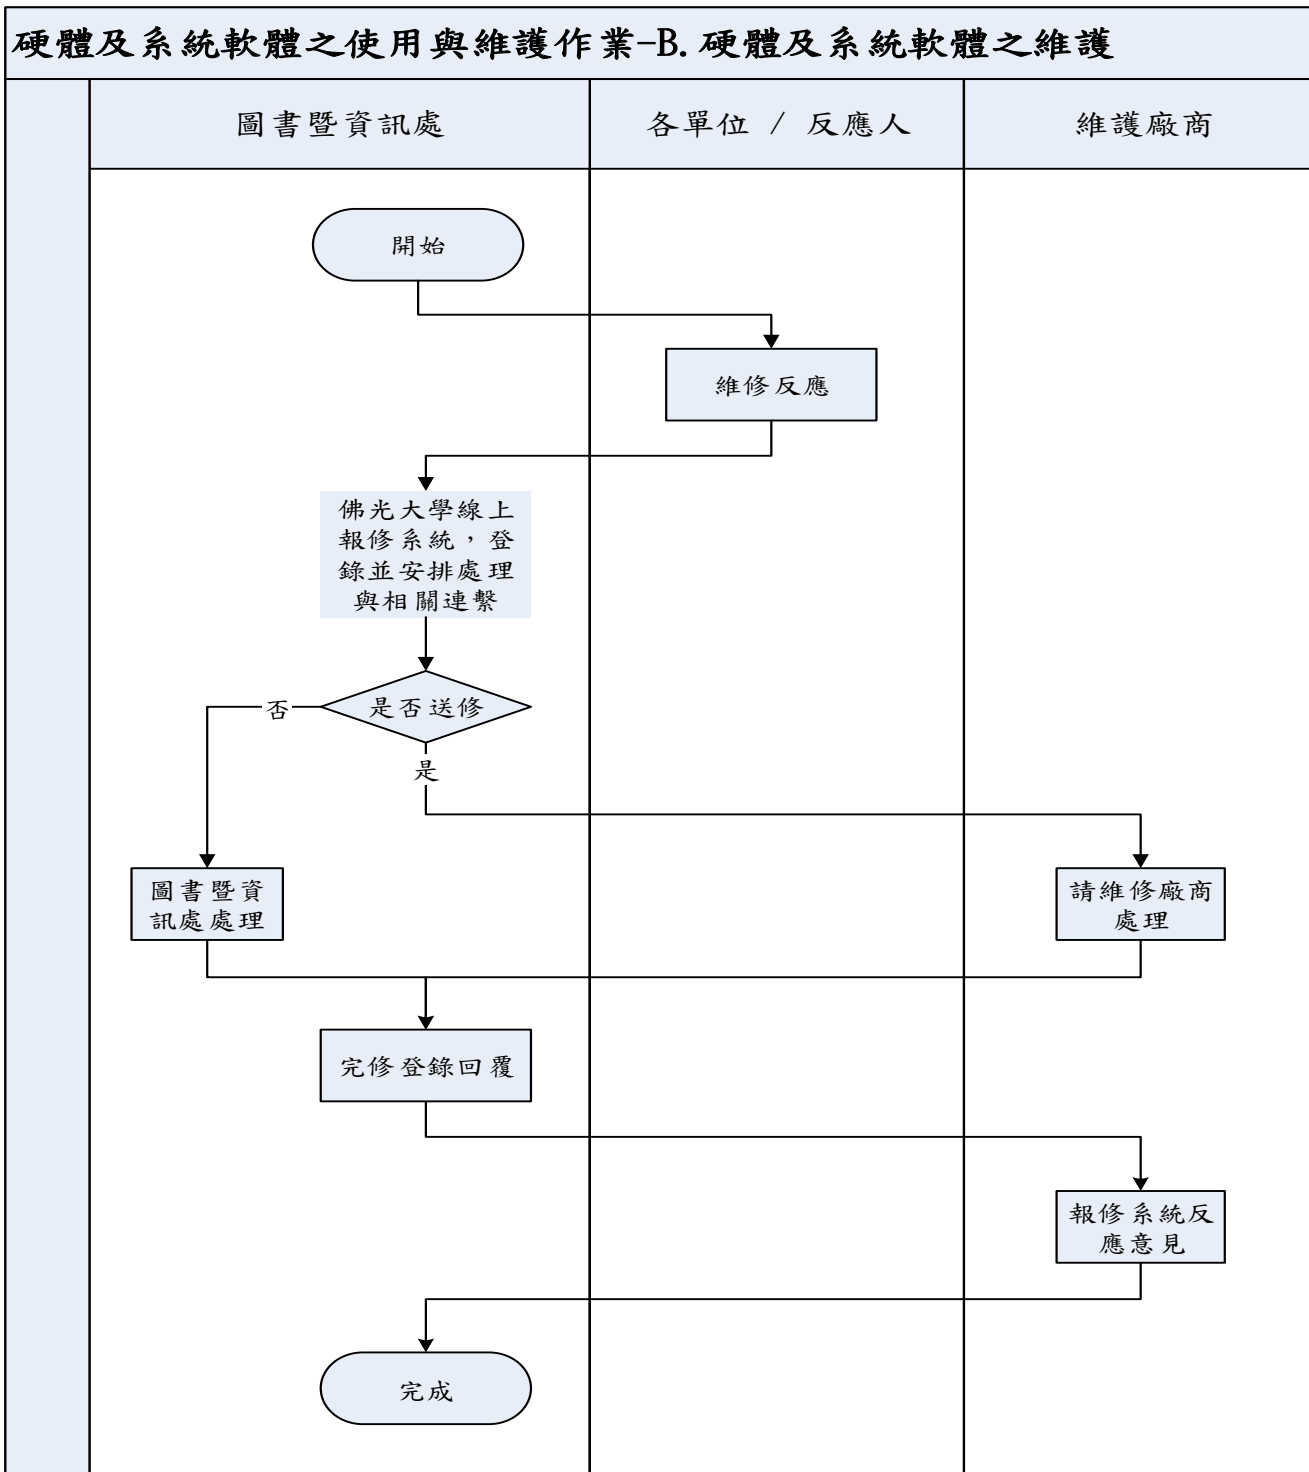 硬體及系統軟體之使用與維護作業-B.硬體及系統軟體之維護
圖書暨資訊處
各單位 / 反應人
維護廠商
開始
維修反應
佛光大學線上
報修系統，登
錄並安排處理
與相關連繫
是否送修
否
是
圖書暨資
訊處處理
請維修廠商
處理
完修登錄回覆
報修系統反
應意見
完成